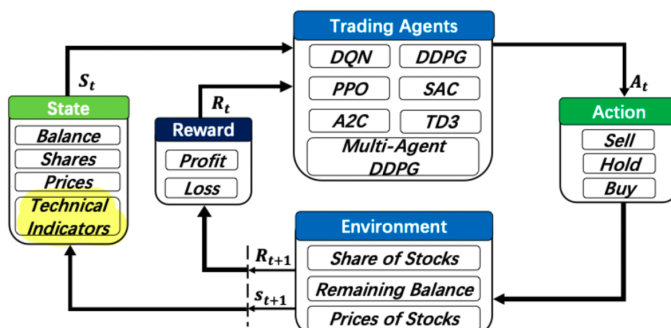 Trading Agents
DQN
DDPG
PPO
SAC
A2C
TD3
Multi-Agent
DDPG
S_t
R_t
A_t
State
Balance
Shares
Prices
Technical
Indicators
Reward
Profit
Loss
Action
Sell
Hold
Buy
Environment
Share of Stocks
Remaining Balance
Prices of Stocks
R_{t+1}
s_{t+1}